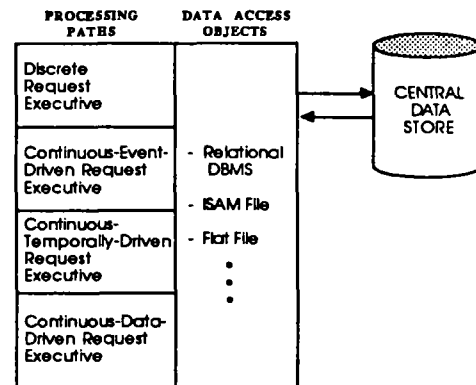 PROCESSING
PATHS
DATA ACCESS
OBJECTS
Discrete
Request
Executive
Continuous-Event-
Driven Request
Executive
Continuous-
Temporally-Driven
Request
Executive
Continuous-Data-
Driven Request
Executive
- Relational
DBMS
- ISAM File
- Flat File
CENTRAL
DATA
STORE